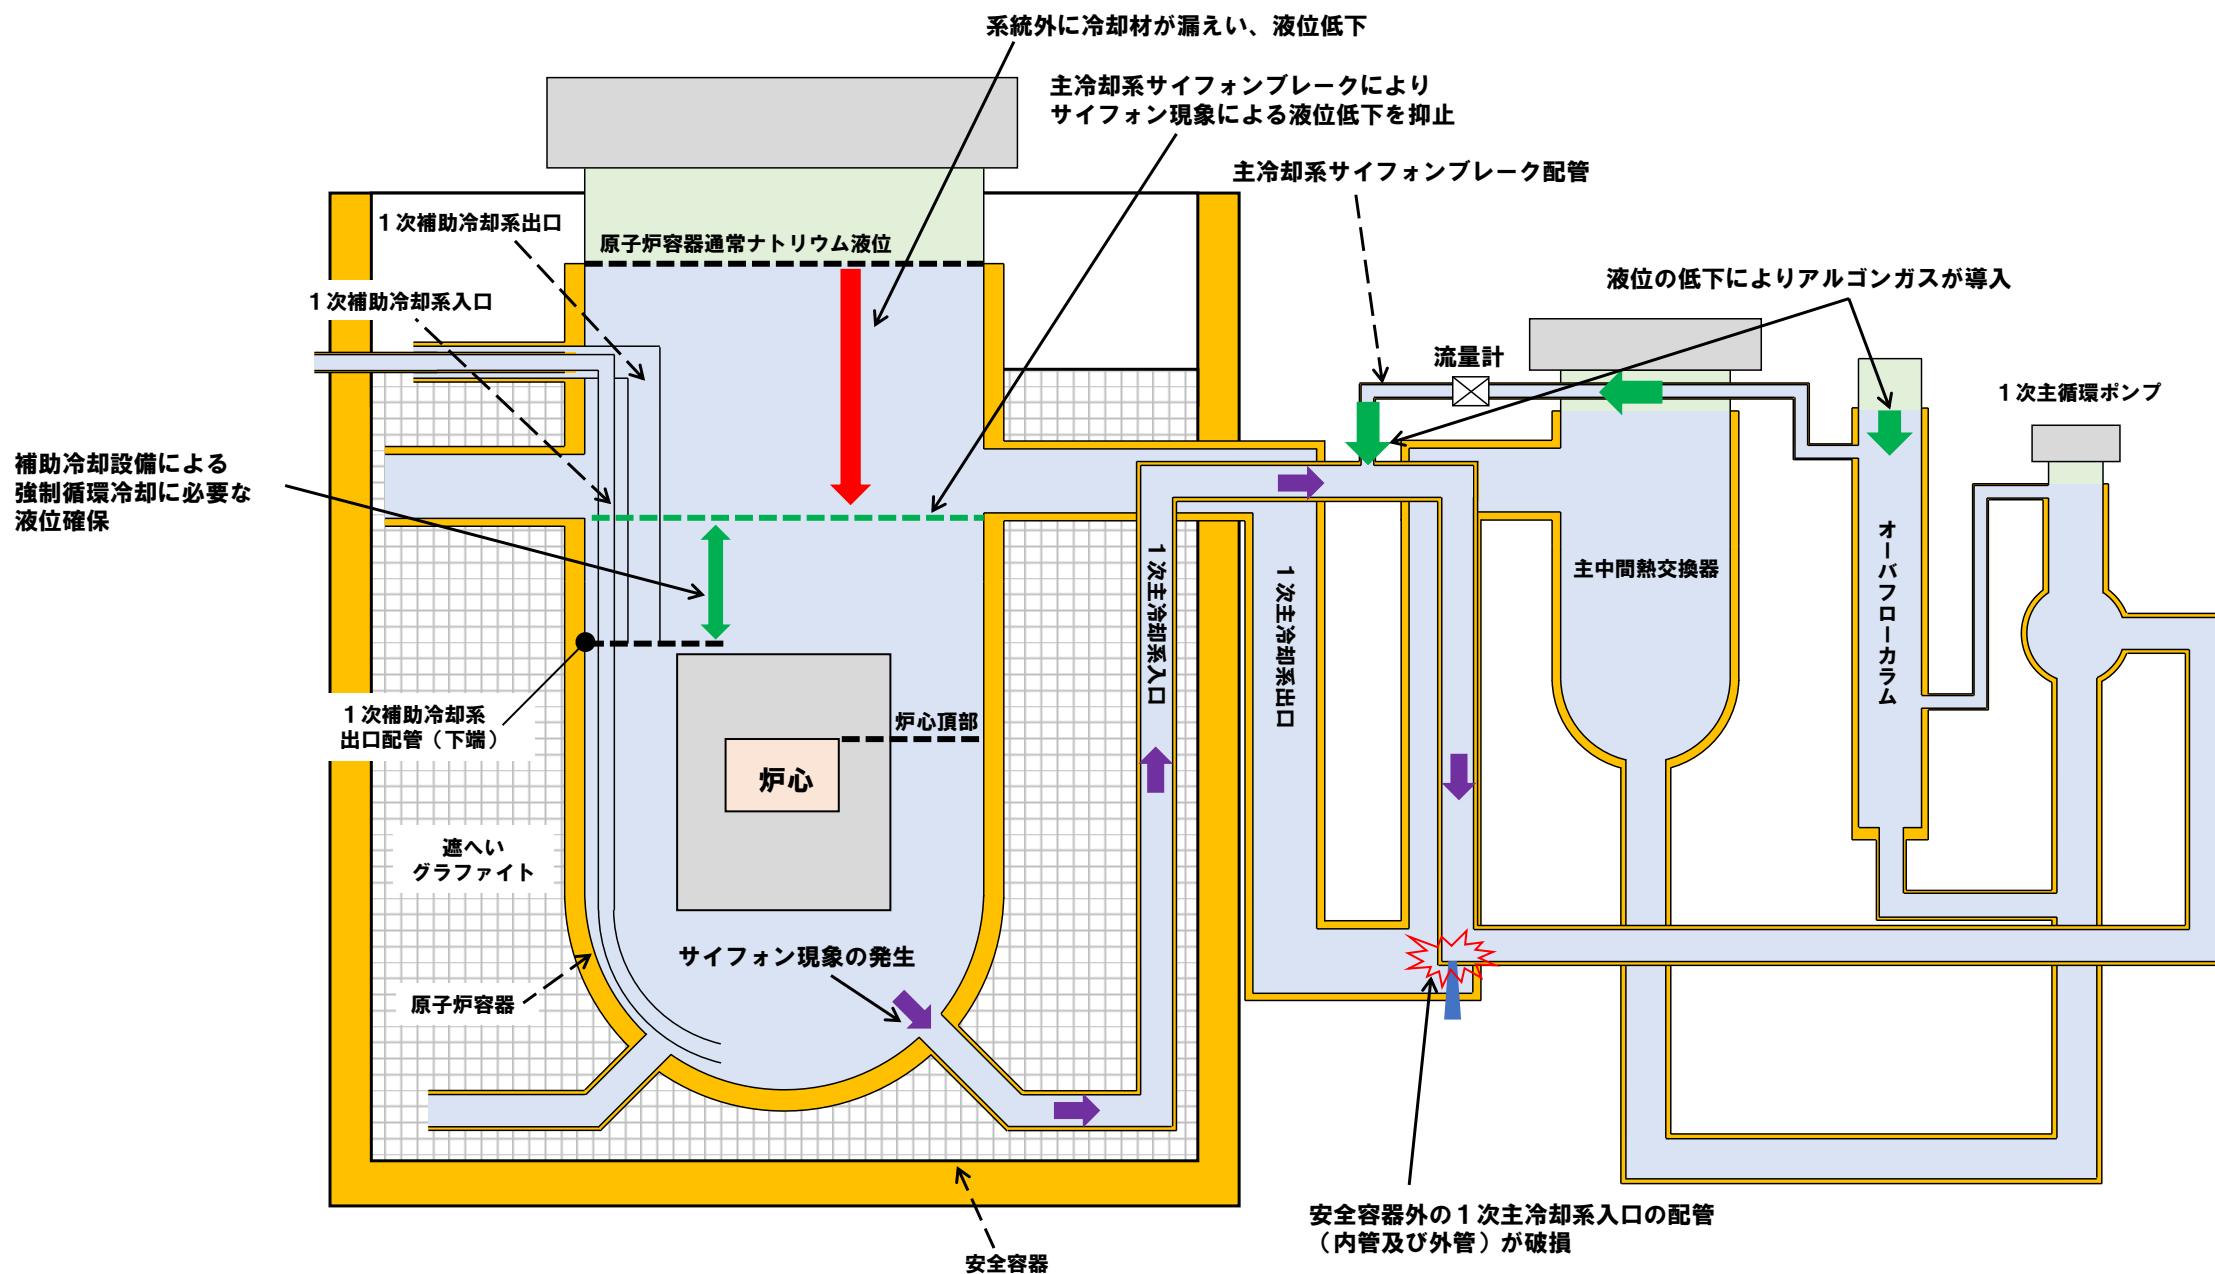 系統外に冷却材が漏えい、液位低下
主冷却系サイフォンブレークにより
サイフォン現象による液位低下を抑止
主冷却系サイフォンブレーク配管
１次補助冷却系出口
原子炉容器通常ナトリウム液位
液位の低下によりアルゴンガスが導入
１次補助冷却系入口
流量計
１次主循環ポンプ
補助冷却設備による
強制循環冷却に必要な
液位確保
１次主冷却系入口
１次主冷却系出口
主中間熱交換器
オーバフローカラム
１次補助冷却系
出口配管（下端）
炉心頂部
炉心
遮へい
グラファイト
サイフォン現象の発生
原子炉容器
安全容器外の１次主冷却系入口の配管
（内管及び外管）が破損
安全容器